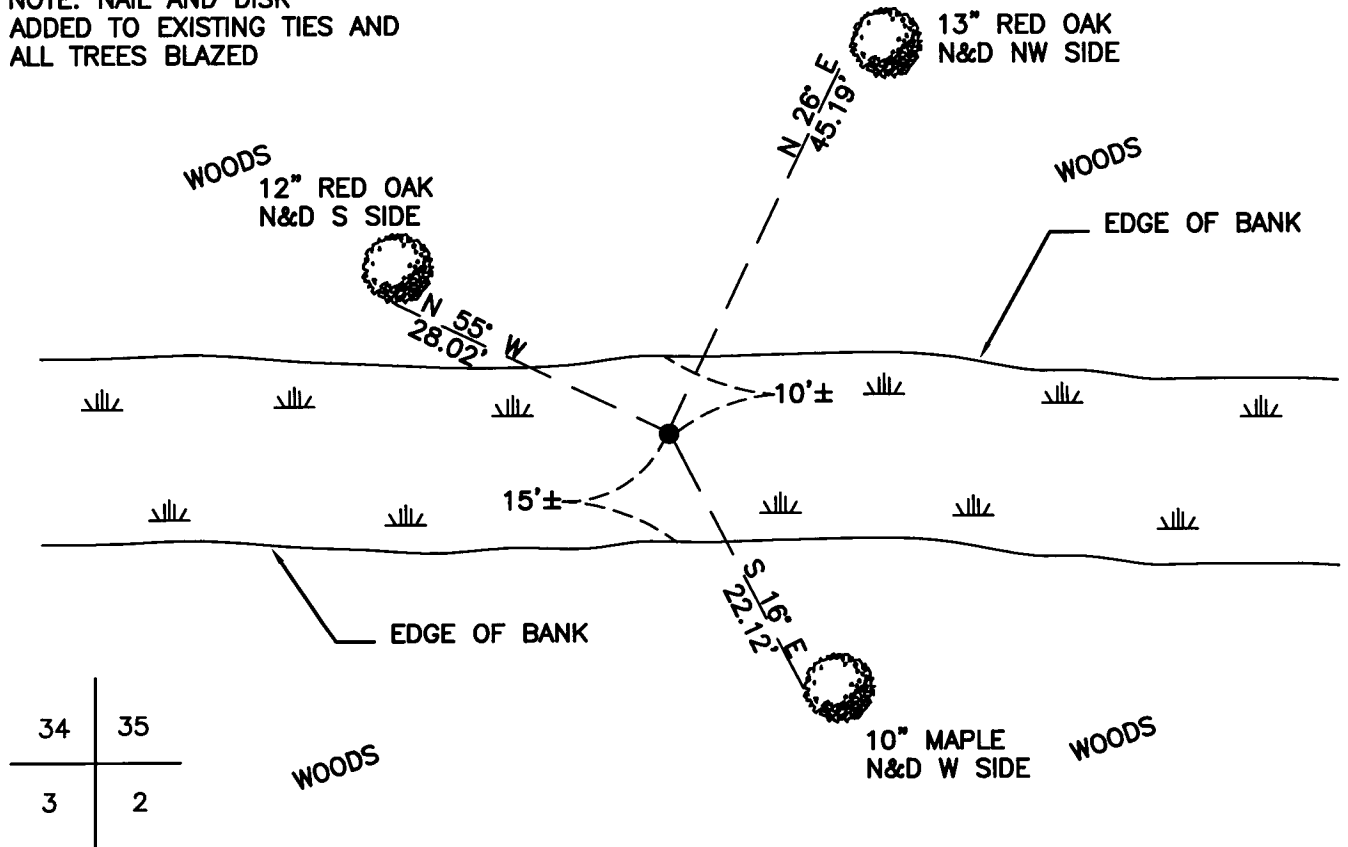 NOTE: NAIL AND DISK
ADDED TO EXISTING TIES AND
ALL TREES BLAZED
13" RED OAK
N&D NW SIDE
N 26° E
45.19'
WOODS
WOODS
12" RED OAK
N&D S SIDE
EDGE OF BANK
N 55° W
28.02'
10'±
15'±
S 16° E
22.12'
EDGE OF BANK
34 35
3 2
WOODS
10" MAPLE
N&D W SIDE
WOODS